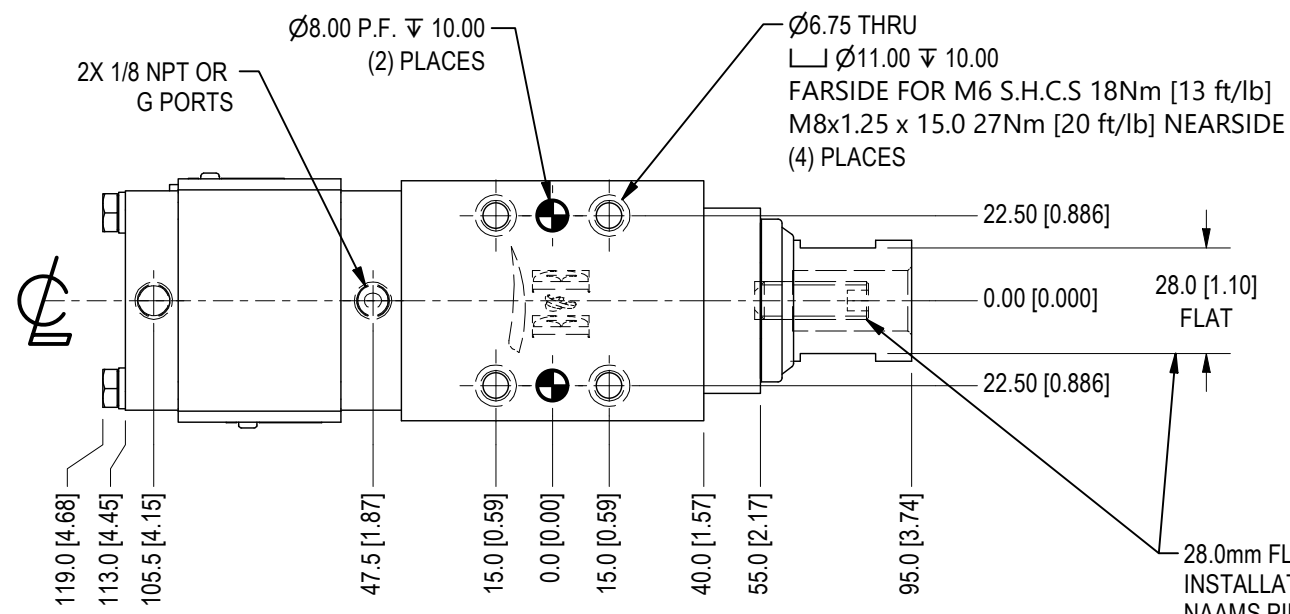 Ø8.00 P.F. ↧ 10.00
(2) PLACES
2X 1/8 NPT OR
G PORTS
Ø6.75 THRU
⌴ Ø11.00 ↧ 10.00
FARSIDE FOR M6 S.H.C.S 18Nm [13 ft/lb]
M8x1.25 x 15.0 27Nm [20 ft/lb] NEARSIDE
(4) PLACES
22.50 [0.886]
0.00 [0.000]
28.0 [1.10]
FLAT
22.50 [0.886]
119.0 [4.68]
113.0 [4.45]
105.5 [4.15]
47.5 [1.87]
15.0 [0.59]
0.0 [0.00]
15.0 [0.59]
40.0 [1.57]
55.0 [2.17]
95.0 [3.74]
28.0mm FL
INSTALLAT